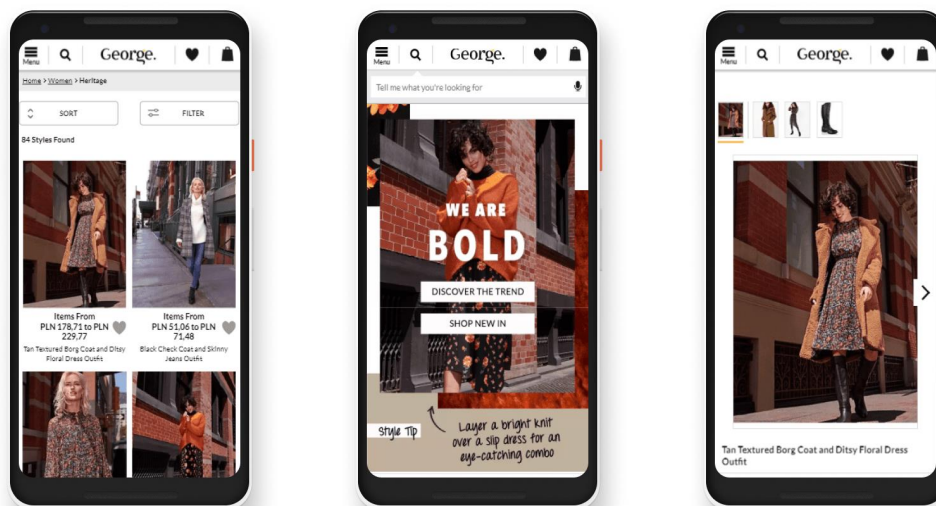 Menu
George.
Home > Women > Heritage
SORT
FILTER
84 Styles Found
Items From
PLN 178,71 to PLN
229,77
Tan Textured Borg Coat and Ditsy
Floral Dress Outfit
Items From
PLN 51,06 to PLN
71,48
Black Check Coat and Skinny
Jeans Outfit
Menu
George.
Tell me what you're looking for
WE ARE
BOLD
DISCOVER THE TREND
SHOP NEW IN
Style Tip
Layer a bright knit
over a slip dress for an
eye-catching combo
Menu
George.
Tan Textured Borg Coat and Ditsy Floral Dress
Outfit